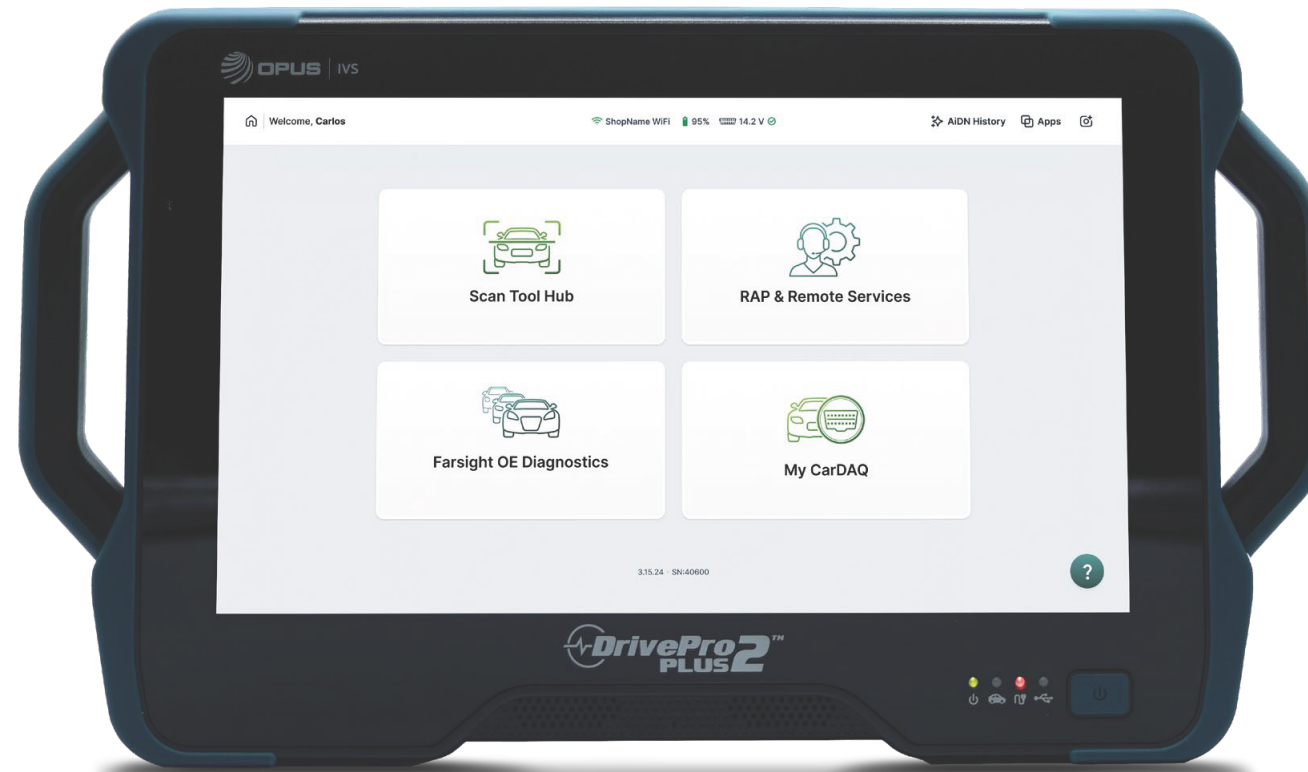 OPUS | IVS
Welcome, Carlos
ShopName WiFi 95% 14.2 V
AiDN History Apps
Scan Tool Hub
RAP & Remote Services
Farsight OE Diagnostics
My CarDAQ
3.15.24 - SN:40600
?
DrivePro 2™
PLUS